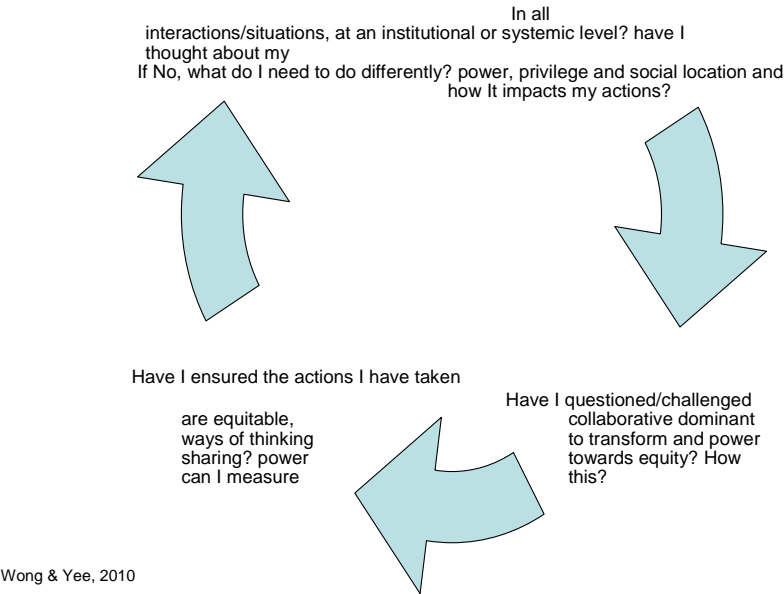 In all
interactions/situations, at an institutional or systemic level? have I
thought about my
If No, what do I need to do differently? power, privilege and social location and
how It impacts my actions?
Have I ensured the actions I have taken
are equitable,
ways of thinking
sharing? power
can I measure
Have I questioned/challenged
collaborative dominant
to transform and power
towards equity? How
this?
Wong & Yee, 2010